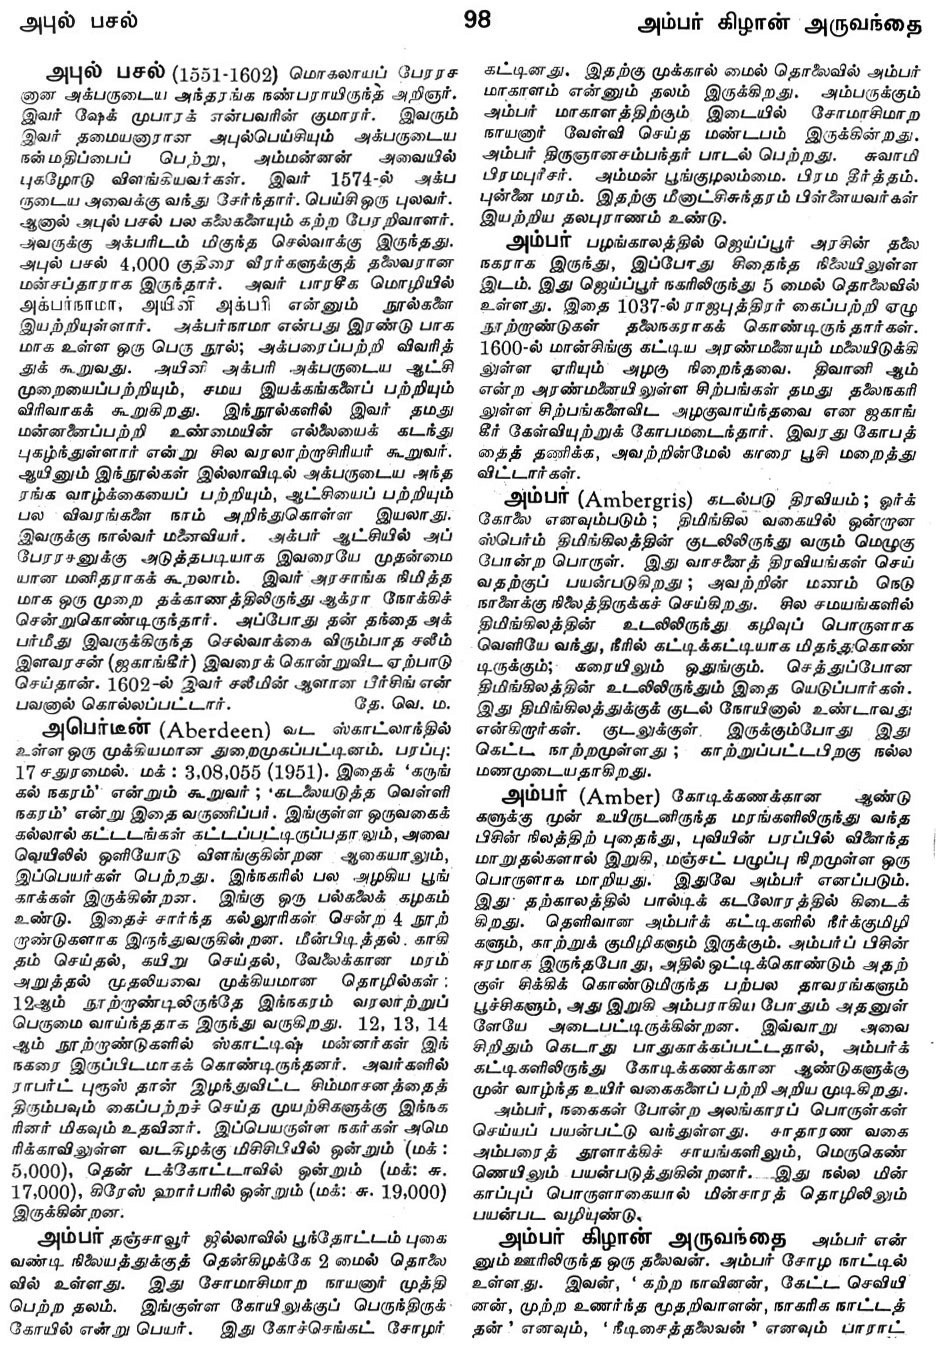 அபுல் பசல்
98
அம்பர் கிழான் அருவந்தை
அபுல் பசல் (1551-1602) மொகலாயப் பேரரச
னான அக்பருடைய அந்தரங்க நண்பராயிருந்த அறிஞர்.
இவர் ஷேக் முபாரக் என்பவரின் குமாரர். இவரும்
இவர் தமையனாரான அபுல்பெய்சியும் அக்பருடைய
நன்மதிப்பைப் பெற்று, அம்மன்னன் அவையில்
புகழோடு விளங்கியவர்கள். இவர் 1574-ல் அக்ப
ருடைய அவைக்கு வந்து சேர்ந்தார். பெய்சி ஒரு புலவர்.
ஆனால் அபுல் பசல் பல கலைகளையும் கற்ற பேரறிவாளர்.
அவருக்கு அக்பரிடம் மிகுந்த செல்வாக்கு இருந்தது.
அபுல் பசல் 4,000 குதிரை வீரர்களுக்குத் தலைவரான
மன்சப்தாராக இருந்தார். அவர் பாரசீக மொழியில்
அக்பர்நாமா, அயினி அக்பரி என்னும் நூல்களை
இயற்றியுள்ளார். அக்பர்நாமா என்பது இரண்டு பாக
மாக உள்ள ஒரு பெரு நூல்; அக்பரைப்பற்றி விவரித்
துக் கூறுவது. அயினி அக்பரி அக்பருடைய ஆட்சி
முறையைப்பற்றியும், சமய இயக்கங்களைப் பற்றியும்
விரிவாகக் கூறுகிறது. இந்நூல்களில் இவர் தமது
மன்னனைப்பற்றி உண்மையின் எல்லையைக் கடந்து
புகழ்ந்துள்ளார் என்று சில வரலாற்றாசிரியர் கூறுவர்.
ஆயினும் இந்நூல்கள் இல்லாவிடில் அக்பருடைய அந்த
ரங்க வாழ்க்கையைப் பற்றியும், ஆட்சியைப் பற்றியும்
பல விவரங்களை நாம் அறிந்துகொள்ள இயலாது.
இவருக்கு நால்வர் மனைவியர். அக்பர் ஆட்சியில் அப்
பேரரசனுக்கு அடுத்தபடியாக இவரையே முதன்மை
யான மனிதராகக் கூறலாம். இவர் அரசாங்க நிமித்த
மாக ஒரு முறை தக்காணத்திலிருந்து ஆக்ரா நோக்கிச்
சென்றுகொண்டிருந்தார். அப்போது தன் தந்தை அக்
பர்மீது இவருக்கிருந்த செல்வாக்கை விரும்பாத சலீம்
இளவரசன் (ஜகாங்கீர்) இவரைக் கொன்றுவிட ஏற்பாடு
செய்தான். 1602-ல் இவர் சலீமின் ஆளான பீர்சிங் என்
பவனால் கொல்லப்பட்டார். தே. வெ. ம.
அபெர்டீன் (Aberdeen) வட ஸ்காட்லாந்தில்
உள்ள ஒரு முக்கியமான துறைமுகப்பட்டினம். பரப்பு:
17 சதுரமைல். மக் : 3,08,055 (1951). இதைக் ‘கருங்
கல் நகரம்’ என்றும் கூறுவர் ; ‘கடலையடுத்த வெள்ளி
நகரம்’ என்று இதை வருணிப்பர். இங்குள்ள ஒருவகைக்
கல்லால் கட்டடங்கள் கட்டப்பட்டிருப்பதாலும், அவை
வெயிலில் ஒளியோடு விளங்குகின்றன ஆகையாலும்,
இப்பெயர்கள் பெற்றது. இந்நகரில் பல அழகிய பூங்
காக்கள் இருக்கின்றன. இங்கு ஒரு பல்கலைக் கழகம்
உண்டு. இதைச் சார்ந்த கல்லூரிகள் சென்ற 4 நூற்
றாண்டுகளாக இருந்துவருகின்றன. மீன்பிடித்தல், காகி
தம் செய்தல், கயிறு செய்தல், வேலைக்கான மரம்
அறுத்தல் முதலியவை முக்கியமான தொழில்கள்:
12ஆம் நூற்றாண்டிலிருந்தே இந்நகரம் வரலாற்றுப்
பெருமை வாய்ந்ததாக இருந்து வருகிறது. 12, 13, 14
ஆம் நூற்றாண்டுகளில் ஸ்காட்டிஷ் மன்னர்கள் இந்
நகரை இருப்பிடமாகக் கொண்டிருந்தனர். அவர்களில்
ராபர்ட் புரூஸ் தான் இழந்துவிட்ட சிம்மாசனத்தைத்
திரும்பவும் கைப்பற்றச் செய்த முயற்சிகளுக்கு இந்நக
ரினர் மிகவும் உதவினர். இப்பெயருள்ள நகர்கள் அமெ
ரிக்காவிலுள்ள வடகிழக்கு மிசிசிபியில் ஒன்றும் (மக் :
5,000), தென் டக்கோட்டாவில் ஒன்றும் (மக்: சு.
17,000), கிரேஸ் ஹார்பரில் ஒன்றும் (மக்: சு. 19,000)
இருக்கின்றன.
அம்பர் தஞ்சாவூர் ஜில்லாவில் பூந்தோட்டம் புகை
வண்டி நிலையத்துக்குத் தென்கிழக்கே 2 மைல் தொலை
வில் உள்ளது. இது சோமாசிமாற நாயனார் முத்தி
பெற்ற தலம். இங்குள்ள கோயிலுக்குப் பெருந்திருக்
கோயில் என்று பெயர். இது கோச்செங்கட் சோழர்
கட்டினது. இதற்கு முக்கால் மைல் தொலைவில் அம்பர்
மாகாளம் என்னும் தலம் இருக்கிறது. அம்பருக்கும்
அம்பர் மாகாளத்திற்கும் இடையில் சோமாசிமாற
நாயனார் வேள்வி செய்த மண்டபம் இருக்கின்றது.
அம்பர் திருஞானசம்பந்தர் பாடல் பெற்றது. சுவாமி
பிரமபுரீசர். அம்மன் பூங்குழலம்மை. பிரம தீர்த்தம்.
புன்னை மரம். இதற்கு மீனாட்சிசுந்தரம் பிள்ளையவர்கள்
இயற்றிய தலபுராணம் உண்டு.
அம்பர் பழங்காலத்தில் ஜெய்ப்பூர் அரசின் தலை
நகராக இருந்து, இப்போது சிதைந்த நிலையிலுள்ள
இடம். இது ஜெய்ப்பூர் நகரிலிருந்து 5 மைல் தொலைவில்
உள்ளது. இதை 1037-ல் ராஜபுத்திரர் கைப்பற்றி ஏழு
நூற்றாண்டுகள் தலைநகராகக் கொண்டிருந்தார்கள்.
1600-ல் மான்சிங்கு கட்டிய அரண்மனையும் மலையிடுக்கி
லுள்ள ஏரியும் அழகு நிறைந்தவை. திவானி ஆம்
என்ற அரண்மனையிலுள்ள சிற்பங்கள் தமது தலைநகரி
லுள்ள சிற்பங்களைவிட அழகுவாய்ந்தவை என ஜகாங்
கீர் கேள்வியுற்றுக் கோபமடைந்தார். இவரது கோபத்
தைத் தணிக்க, அவற்றின்மேல் காரை பூசி மறைத்து
விட்டார்கள்.
அம்பர் (Ambergris) கடல்படு திரவியம் ; ஓர்க்
கோலை எனவும்படும் ; திமிங்கில வகையில் ஒன்றான
ஸ்பெர்ம் திமிங்கிலத்தின் குடலிலிருந்து வரும் மெழுகு
போன்ற பொருள். இது வாசனைத் திரவியங்கள் செய்
வதற்குப் பயன்படுகிறது ; அவற்றின் மணம் நெடு
நாளைக்கு நிலைத்திருக்கச் செய்கிறது. சில சமயங்களில்
திமிங்கிலத்தின் உடலிலிருந்து கழிவுப் பொருளாக
வெளியே வந்து, நீரில் கட்டிக்கட்டியாக மிதந்துகொண்
டிருக்கும்; கரையிலும் ஒதுங்கும். செத்துப்போன
திமிங்கிலத்தின் உடலிலிருந்தும் இதை யெடுப்பார்கள்.
இது திமிங்கிலத்துக்குக் குடல் நோயினால் உண்டாவது
என்கிறார்கள். குடலுக்குள் இருக்கும்போது இது
கெட்ட நாற்றமுள்ளது ; காற்றுப்பட்டபிறகு நல்ல
மணமுடையதாகிறது.
அம்பர் (Amber) கோடிக்கணக்கான ஆண்டு
களுக்கு முன் உயிருடனிருந்த மரங்களிலிருந்து வந்த
பிசின் நிலத்திற் புதைந்து, புவியின் பரப்பில் விளைந்த
மாறுதல்களால் இறுகி, மஞ்சட் பழுப்பு நிறமுள்ள ஒரு
பொருளாக மாறியது. இதுவே அம்பர் எனப்படும்.
இது தற்காலத்தில் பால்டிக் கடலோரத்தில் கிடைக்
கிறது. தெளிவான அம்பர்க் கட்டிகளில் நீர்க்குமிழி
களும், காற்றுக் குமிழிகளும் இருக்கும். அம்பர்ப் பிசின்
ஈரமாக இருந்தபோது, அதில் ஒட்டிக்கொண்டும் அதற்
குள் சிக்கிக் கொண்டுமிருந்த பற்பல தாவரங்களும்
பூச்சிகளும், அது இறுகி அம்பராகிய போதும் அதனுள்
ளேயே அடைபட்டிருக்கின்றன. இவ்வாறு அவை
சிறிதும் கெடாது பாதுகாக்கப்பட்டதால், அம்பர்க்
கட்டிகளிலிருந்து கோடிக்கணக்கான ஆண்டுகளுக்கு
முன் வாழ்ந்த உயிர் வகைகளைப் பற்றி அறிய முடிகிறது.
அம்பர், நகைகள் போன்ற அலங்காரப் பொருள்கள்
செய்யப் பயன்பட்டு வந்துள்ளது. சாதாரண வகை
அம்பரைத் தூளாக்கிச் சாயங்களிலும், மெருகெண்
ணெயிலும் பயன்படுத்துகின்றனர். இது நல்ல மின்
காப்புப் பொருளாகையால் மின்சாரத் தொழிலிலும்
பயன்பட வழியுண்டு.
அம்பர் கிழான் அருவந்தை அம்பர் என்
னும் ஊரிலிருந்த ஒரு தலைவன். அம்பர் சோழ நாட்டில்
உள்ளது. இவன், ‘ கற்ற நாவினன், கேட்ட செவியி
னன், முற்ற உணர்ந்த மூதறிவாளன், நாகரிக நாட்டத்
தன் ’ எனவும், ‘ நீடிசைத்தலைவன் ’ எனவும் பாராட்